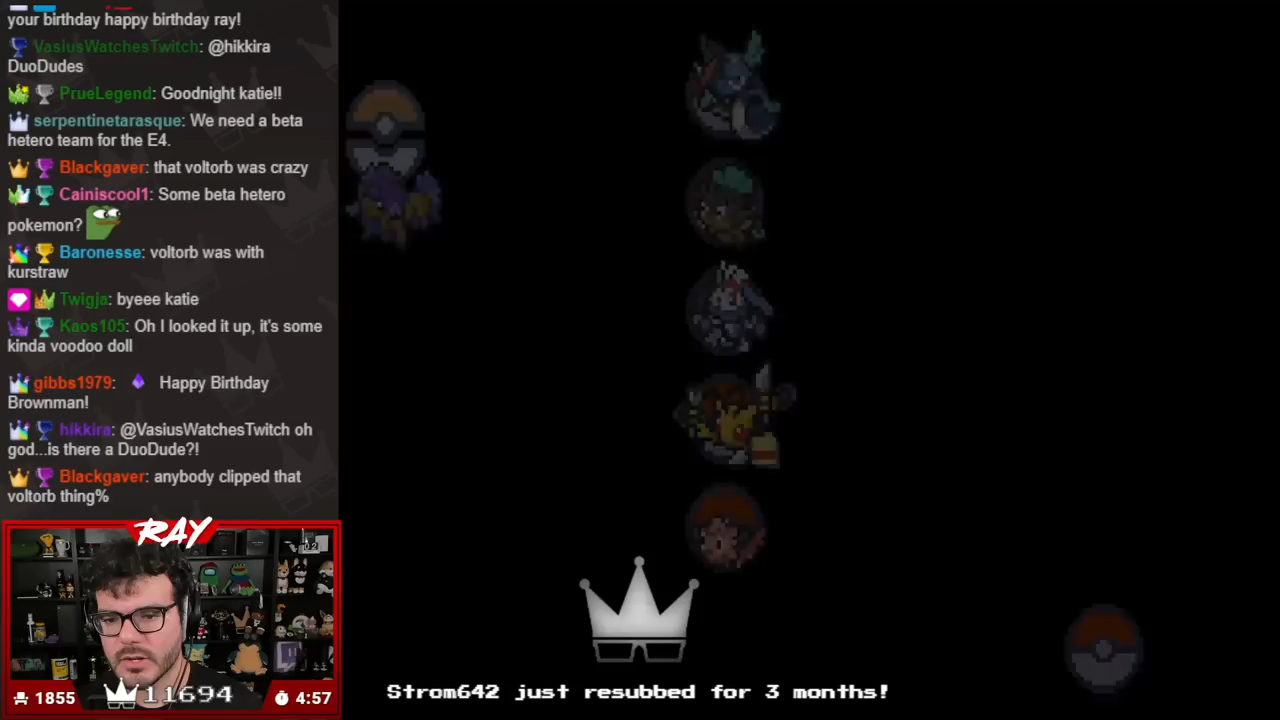 your birthday happy birthday ray!
VasiusWatchesTwitch: @hikkira
DuoDudes
PrueLegend: Goodnight katie!!
serpentinetarasque: We need a beta
hetero team for the E4.
Blackgaver: that voltorb was crazy
Cainiscool1: Some beta hetero
pokemon?
Baronesse: voltorb was with
kurstraw
Twigja: byeee katie
Kaos105: Oh I looked it up, it's some
kinda voodoo doll
gibbs1979: Happy Birthday
Brownman!
hikkira: @VasiusWatchesTwitch oh
god...is there a DuoDude?!
Blackgaver: anybody clipped that
voltorb thing%
RAY
1855 11694 4:57
Strom642 just resubbed for 3 months!